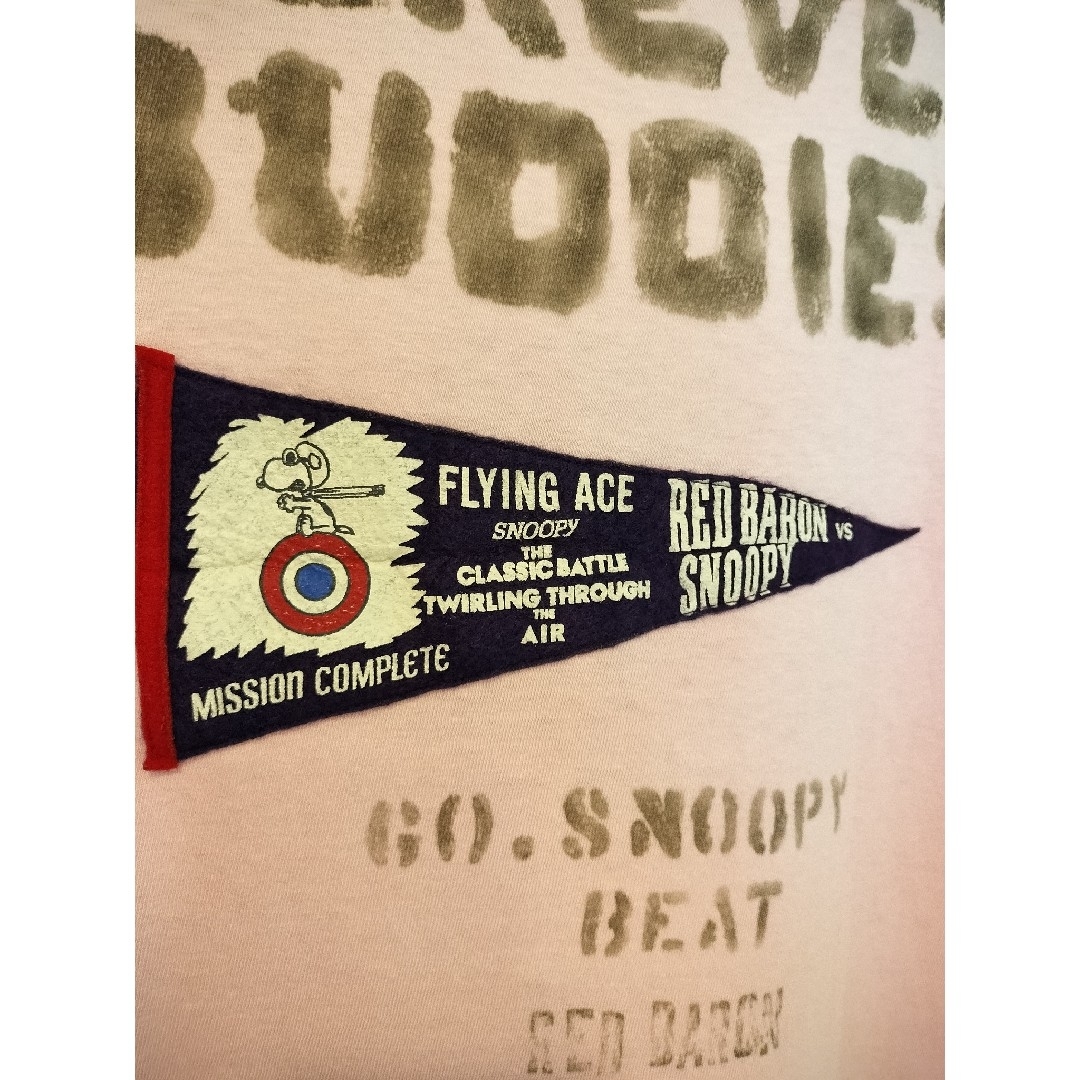 BUDDIES
FLYING ACE
SNOOPY
THE
CLASSIC BATTLE
TWIRLING THROUGH
THE
AIR
RED BARON VS
SNOOPY
MISSION COMPLETE
GO. SNOOPY
BEAT
RED BARON